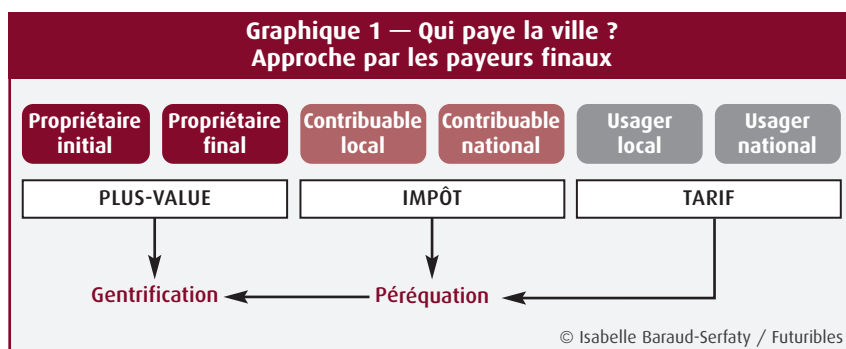 Graphique 1 — Qui paye la ville ?
Approche par les payeurs finaux
Propriétaire initial
Propriétaire final
Contribuable local
Contribuable national
Usager local
Usager national
PLUS-VALUE
IMPÔT
TARIF
Gentrification
Péréquation
© Isabelle Baraud-Serfaty / Futuribles